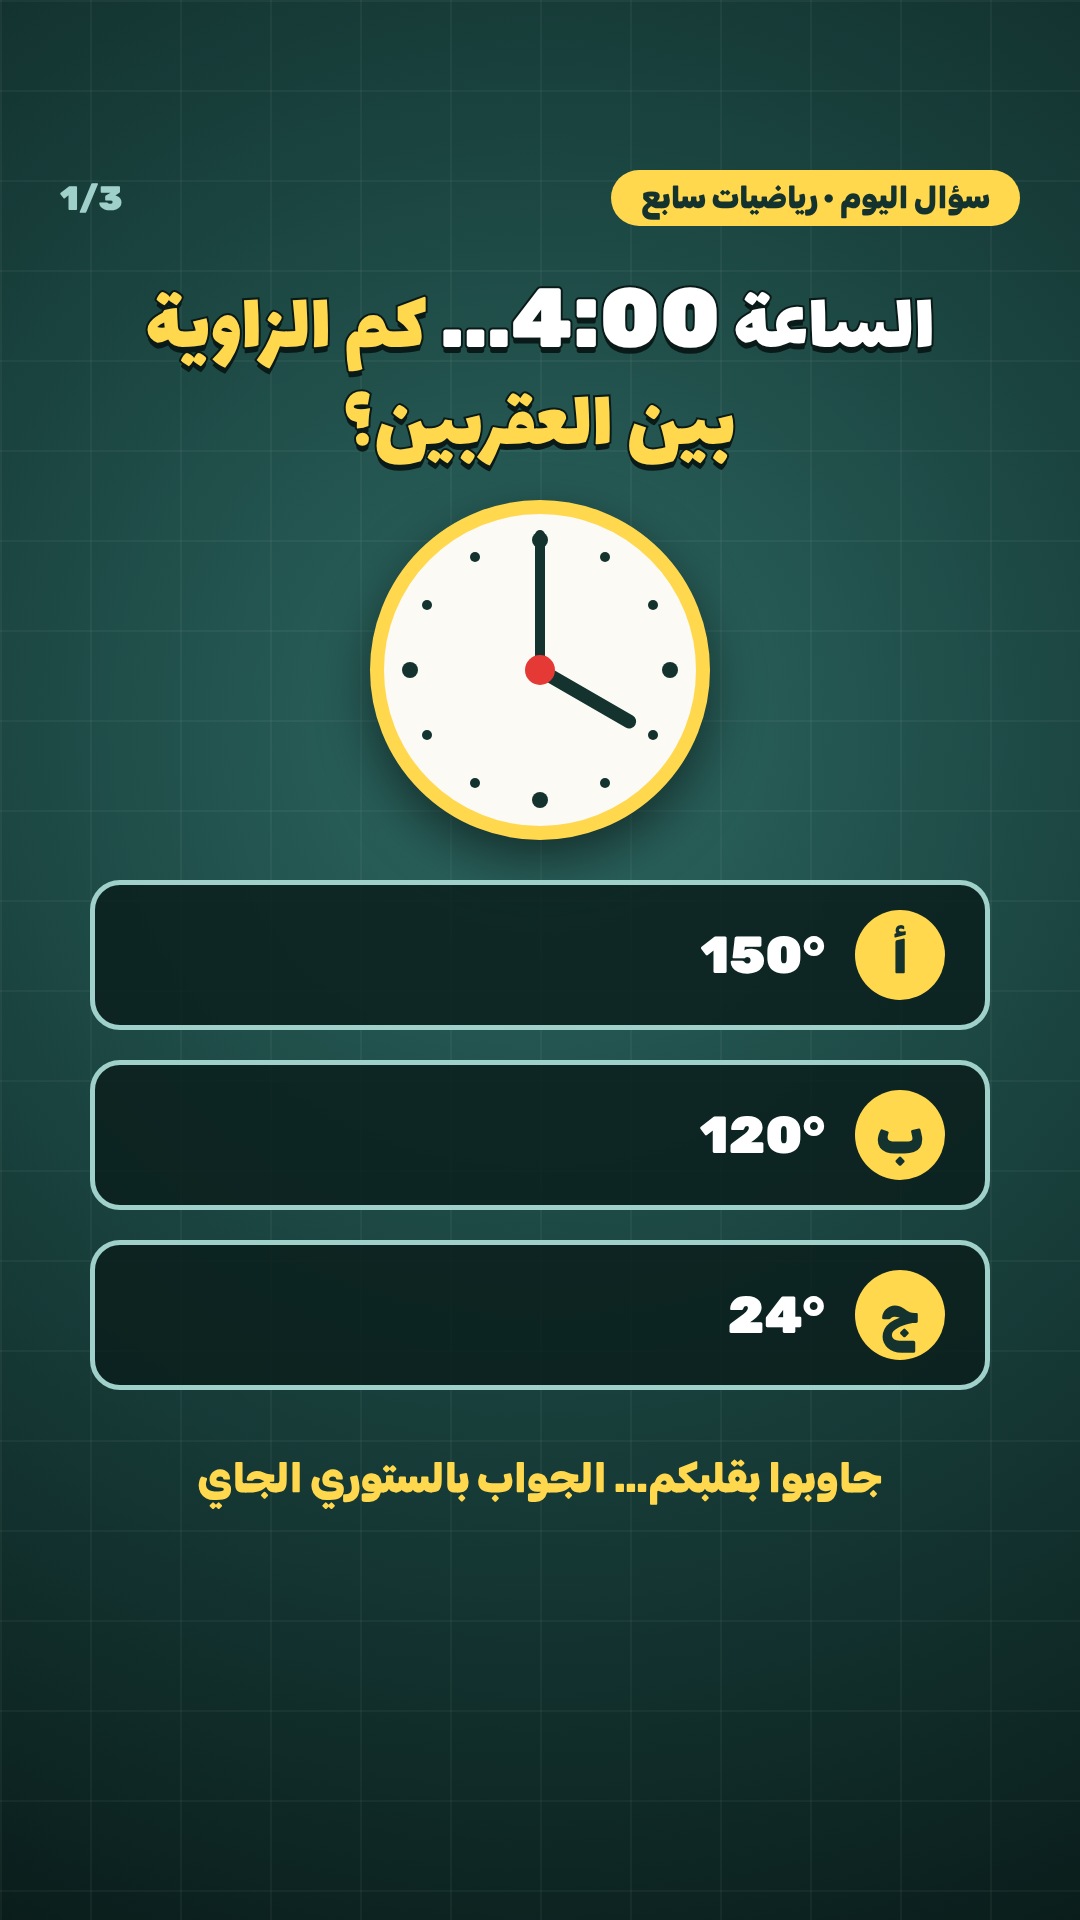 سؤال اليوم • رياضيات سابع
1/3
الساعة 4:00... كم الزاوية
بين العقربين؟
أ 150°
ب 120°
ج 24°
جاوبوا بقلبكم... الجواب بالستوري الجاي